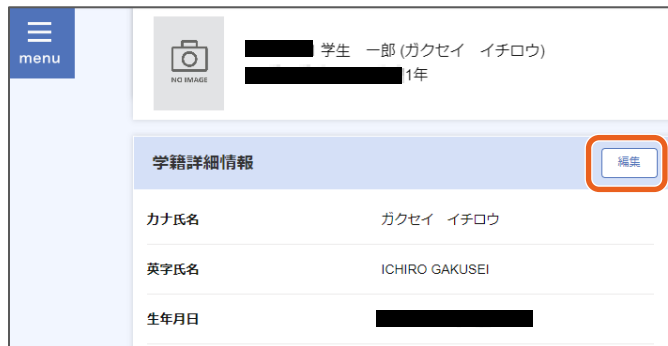 menu
NO IMAGE
学生　一郎 (ガクセイ　イチロウ)
1年
学籍詳細情報 編集
カナ氏名 ガクセイ　イチロウ
英字氏名 ICHIRO GAKUSEI
生年月日